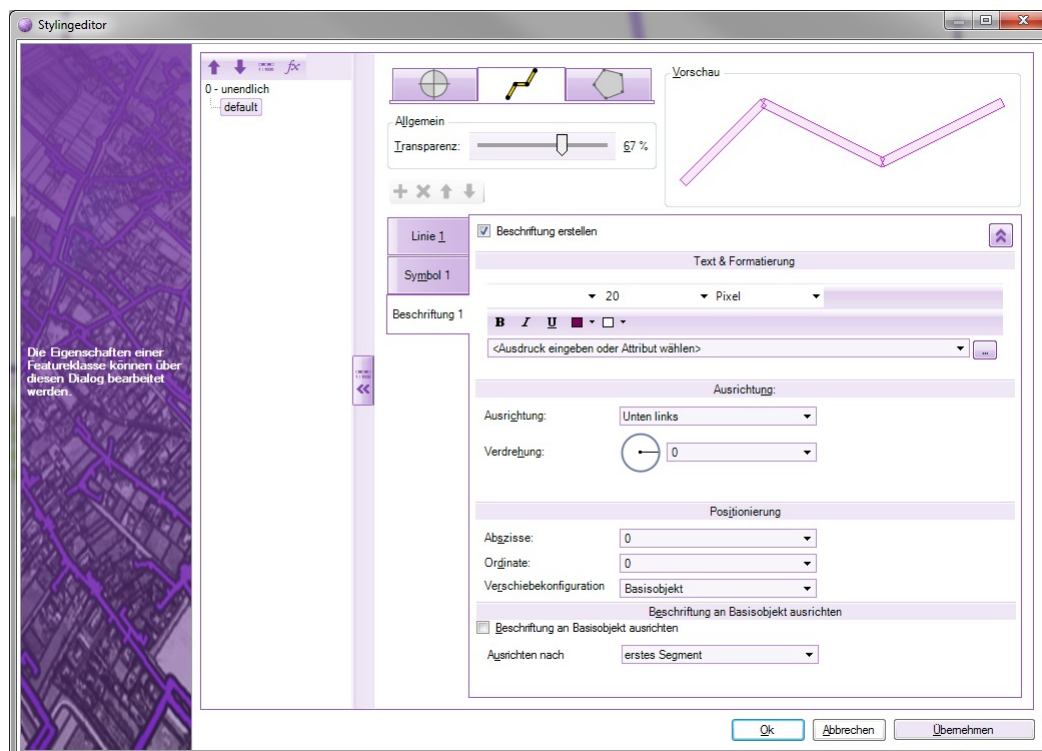 Stylingeditor
Die Eigenschaften einer
Featureklasse können über
diesen Dialog bearbeitet
werden.
0 - unendlich
default
Allgemein
Transparenz: 67 %
Vorschau
Linie 1
Symbol 1
Beschriftung 1
Beschriftung erstellen
Text & Formatierung
20 Pixel
B I U
<Ausdruck eingeben oder Attribut wählen> ...
Ausrichtung:
Ausrichtung: Unten links
Verdrehung: 0
Positionierung
Abszisse: 0
Ordinate: 0
Verschiebekonfiguration Basisobjekt
Beschriftung an Basisobjekt ausrichten
Beschriftung an Basisobjekt ausrichten
Ausrichten nach erstes Segment
Ok Abbrechen Übernehmen